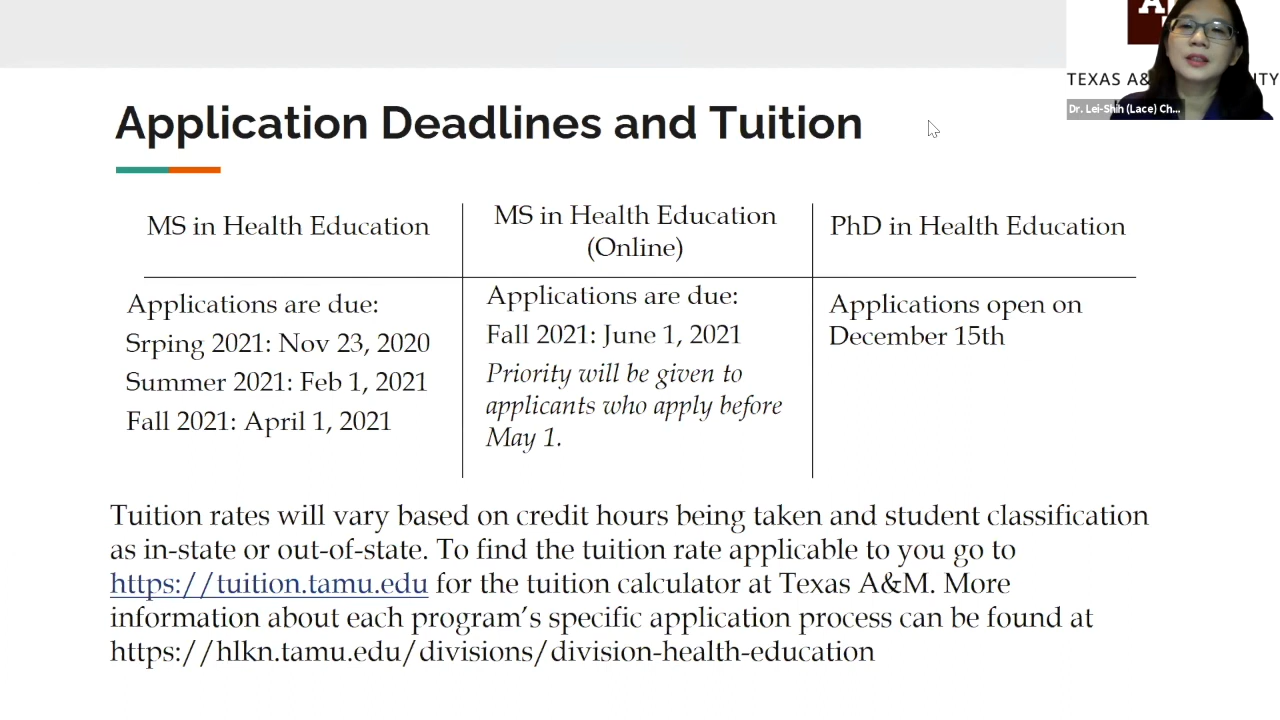 TEXAS A& ITY
Dr. Lei-Shih (Lace) Ch...
Application Deadlines and Tuition
MS in Health Education
Applications are due:
Srping 2021: Nov 23, 2020
Summer 2021: Feb 1, 2021
Fall 2021: April 1, 2021
MS in Health Education
(Online)
Applications are due:
Fall 2021: June 1, 2021
Priority will be given to
applicants who apply before
May 1.
PhD in Health Education
Applications open on
December 15th
Tuition rates will vary based on credit hours being taken and student classification
as in-state or out-of-state. To find the tuition rate applicable to you go to
https://tuition.tamu.edu for the tuition calculator at Texas A&M. More
information about each program's specific application process can be found at
https://hlkn.tamu.edu/divisions/division-health-education